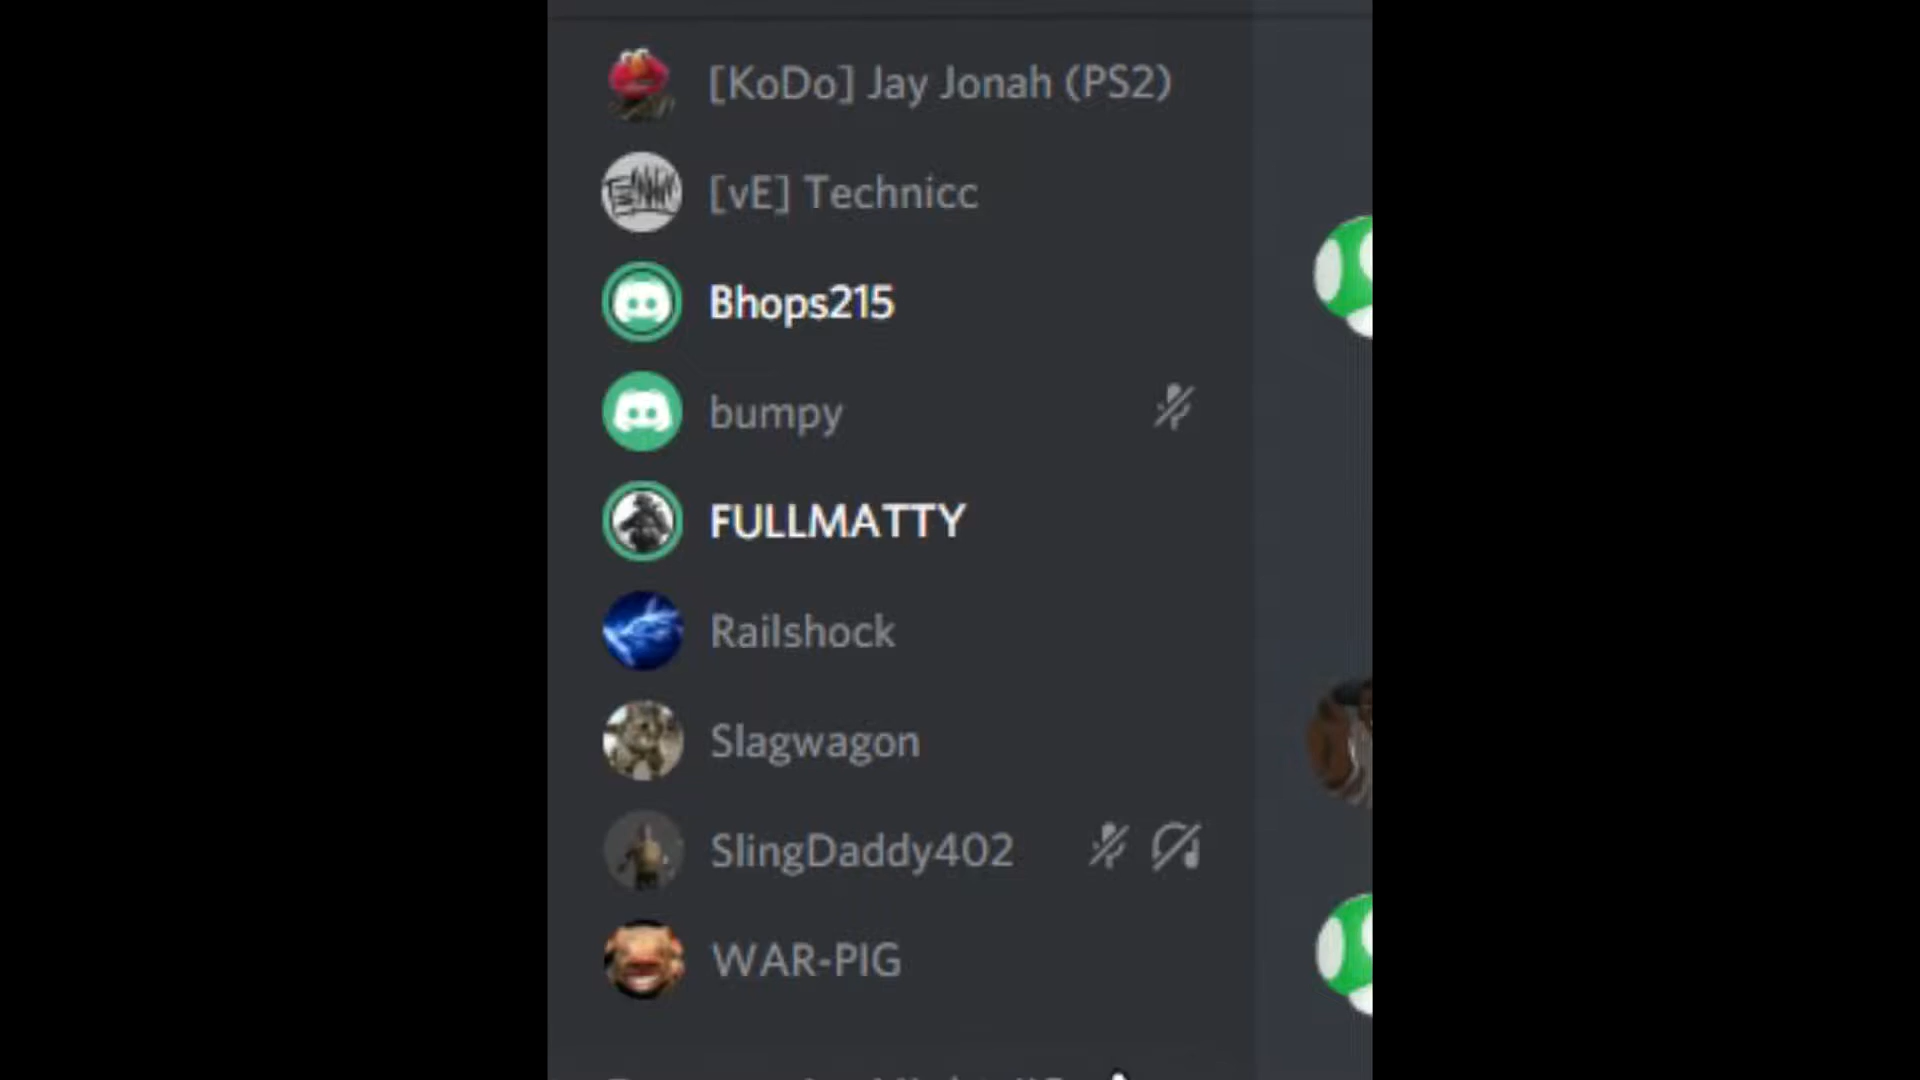 [KoDo] Jay Jonah (PS2)
[vE] Technicc
Bhops215
bumpy
FULLMATTY
Railshock
Slagwagon
SlingDaddy402
WAR-PIG